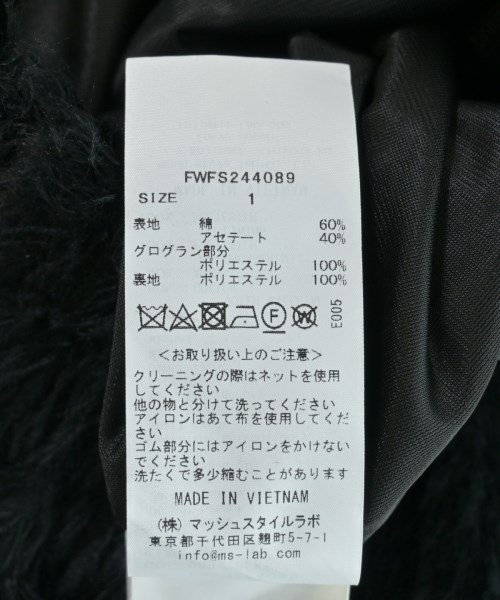 FWFS244089
SIZE 1
表地 綿 60%
アセテート 40%
グログラン部分
ポリエステル 100%
裏地 ポリエステル 100%
F W E005
＜お取り扱い上のご注意＞
クリーニングの際はネットを使用
してください
他の物と分けて洗ってください
アイロンはあて布を使用してくだ
さい
ゴム部分にはアイロンをかけない
でください
洗たくで多少縮むことがあります
MADE IN VIETNAM
(株) マッシュスタイルラボ
東京都千代田区麹町5-7-1
info@ms-lab.com